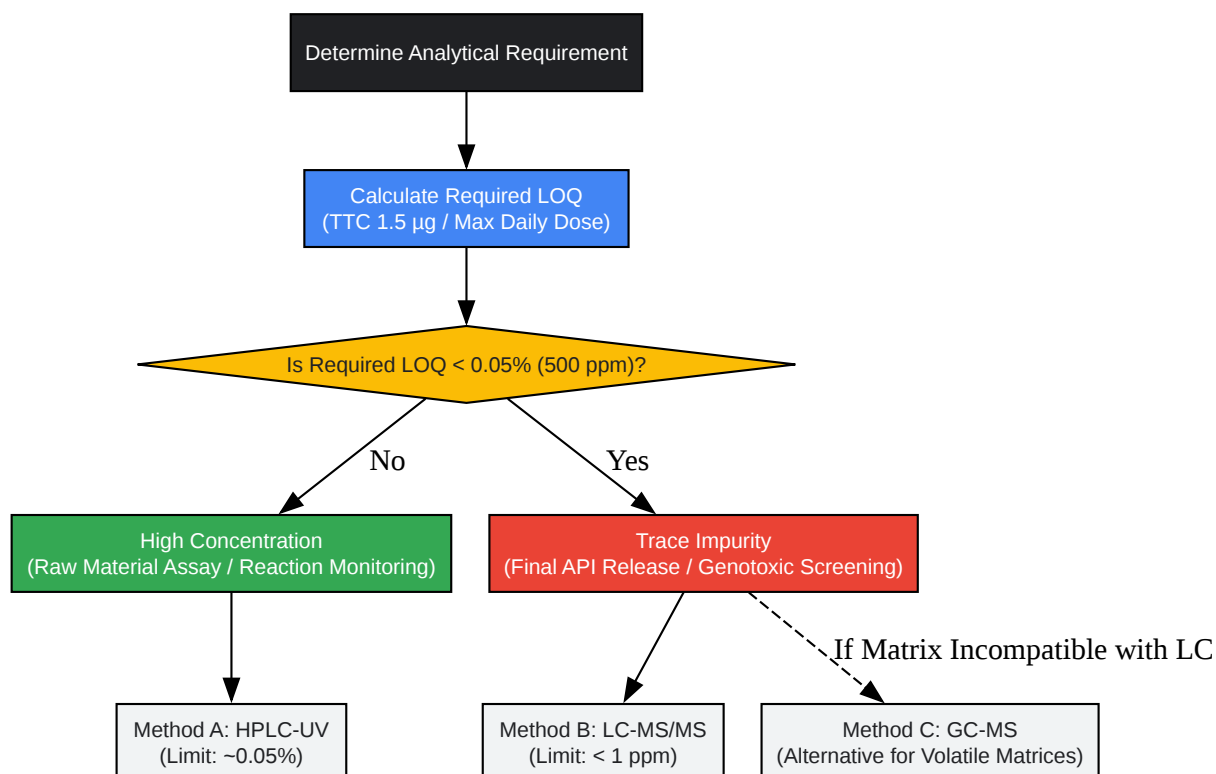 Determine Analytical Requirement
Calculate Required LOQ
(TTC 1.5 µg / Max Daily Dose)
Is Required LOQ < 0.05% (500 ppm)?
No
Yes
High Concentration
(Raw Material Assay / Reaction Monitoring)
Trace Impurity
(Final API Release / Genotoxic Screening)
If Matrix Incompatible with LC
Method A: HPLC-UV
(Limit: ~0.05%)
Method B: LC-MS/MS
(Limit: < 1 ppm)
Method C: GC-MS
(Alternative for Volatile Matrices)